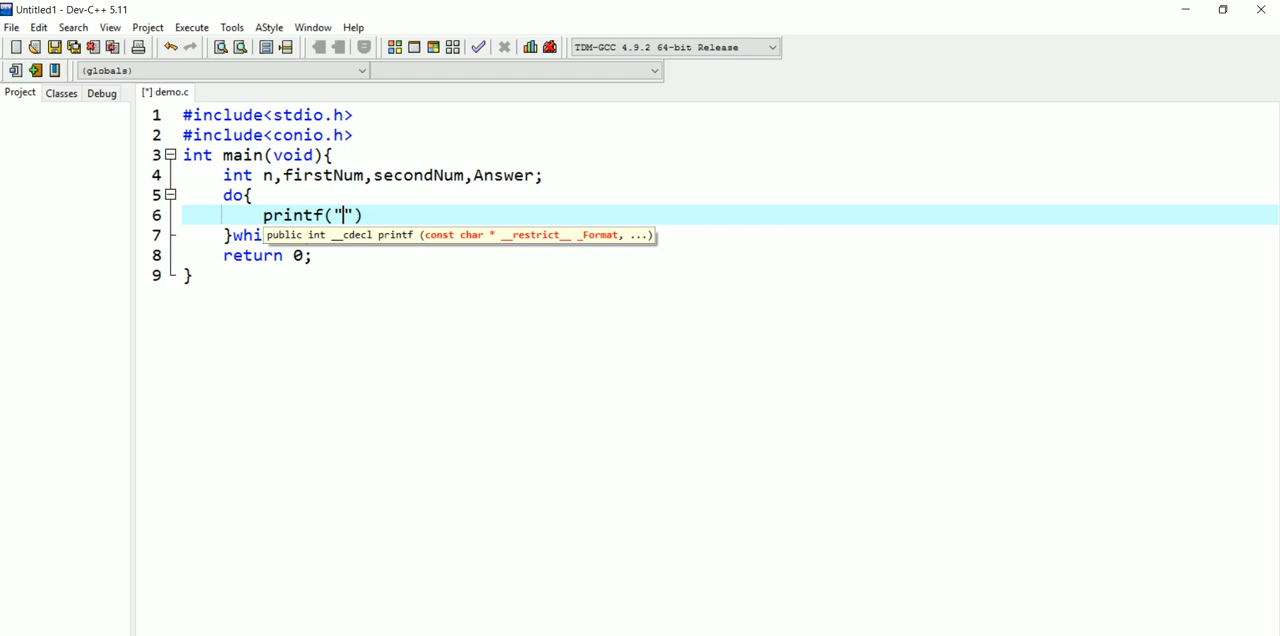 Untitled1 - Dev-C++ 5.11
File Edit Search View Project Execute Tools AStyle Window Help
TDM-GCC 4.9.2 64-bit Release
(globals)
Project Classes Debug [*] demo.c
1 #include<stdio.h>
2 #include<conio.h>
3 int main(void){
4 int n,firstNum,secondNum,Answer;
5 do{
6 printf("")
7 }whi public int __cdecl printf (const char * __restrict__ _Format, ...)
8 return 0;
9 }